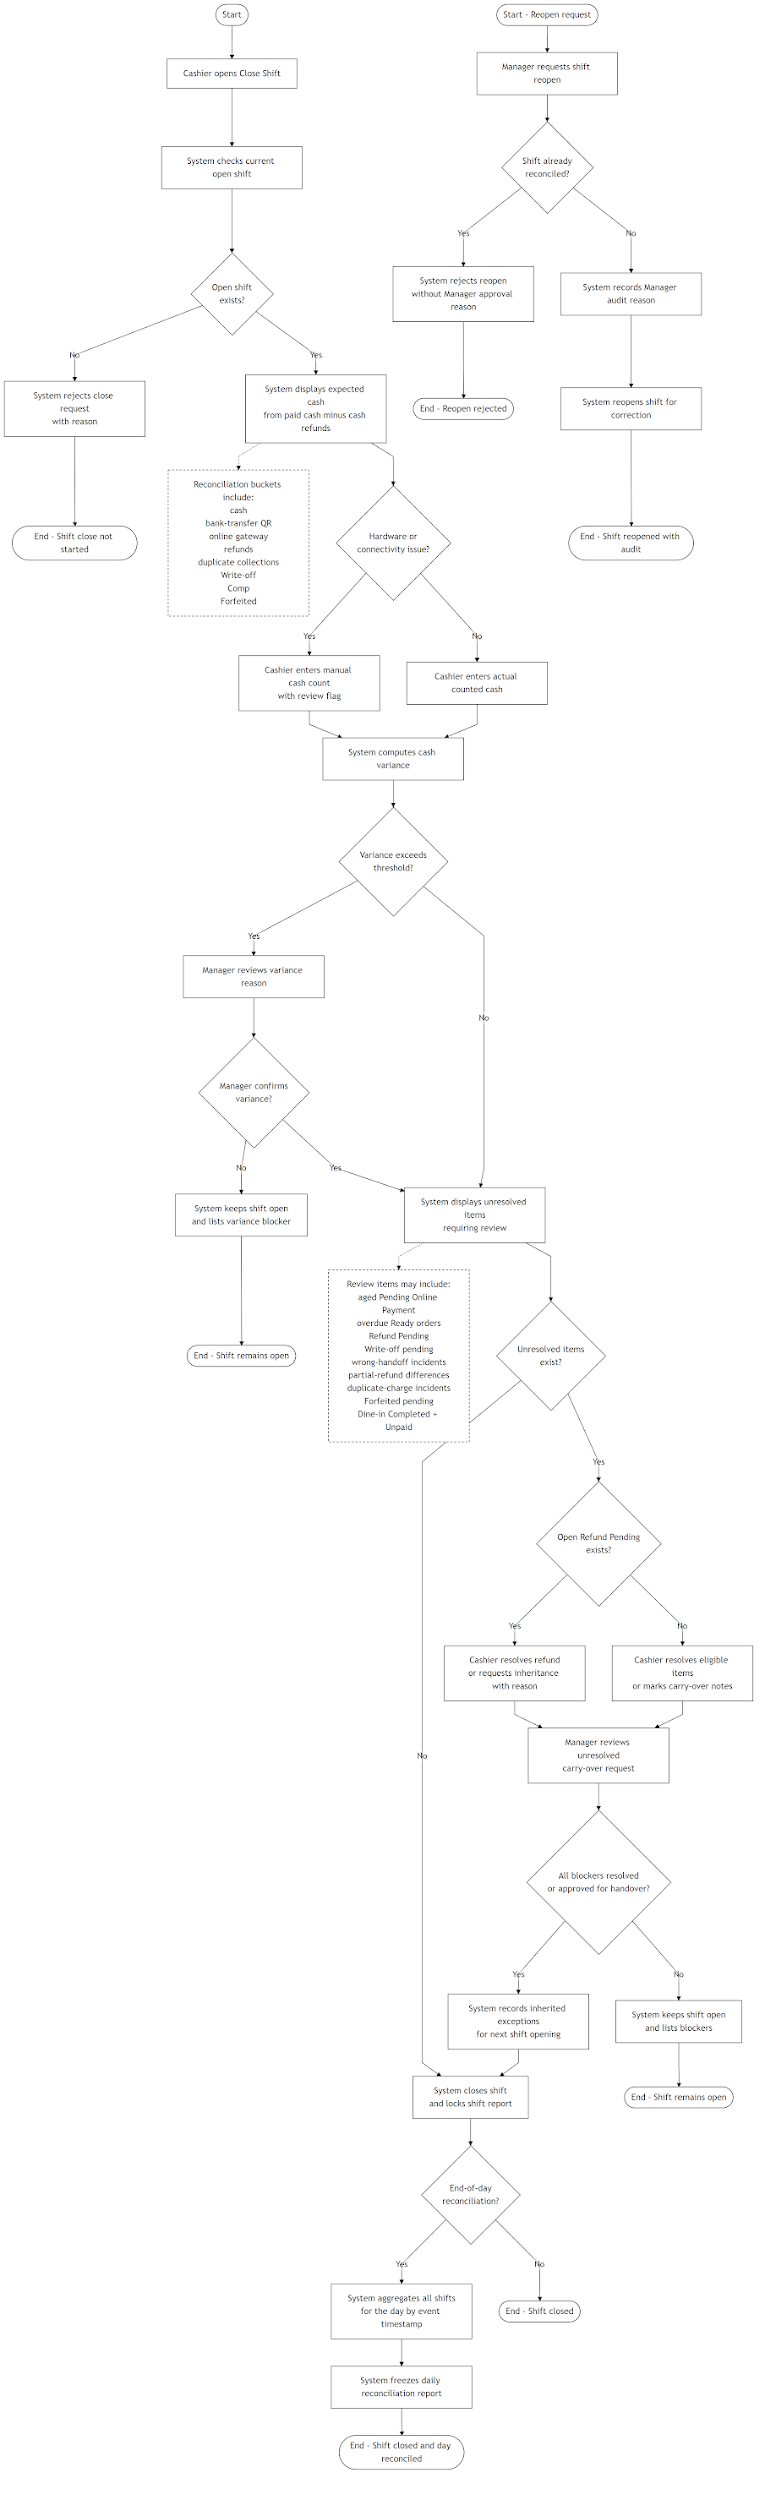 Start
Cashier opens Close Shift
System checks current
open shift
Open shift
exists?
No
Yes
System rejects close
request
with reason
End - Shift close not
started
System displays expected
cash
from paid cash minus cash
refunds
Reconciliation buckets
include:
cash
bank-transfer QR
online gateway
refunds
duplicate collections
Write-off
Comp
Forfeited
Hardware or
connectivity issue?
Yes
No
Cashier enters manual
cash count
with review flag
Cashier enters actual
counted cash
System computes cash
variance
Variance exceeds
threshold?
Yes
No
Manager reviews variance
reason
Manager confirms
variance?
No
Yes
System keeps shift open
and lists variance blocker
End - Shift remains open
System displays unresolved
items
requiring review
Review items may include:
aged Pending Online
Payment
overdue Ready orders
Refund Pending
Write-off pending
wrong-handoff incidents
partial-refund differences
duplicate-charge incidents
Forfeited pending
Dine-in Completed +
Unpaid
Unresolved items
exist?
Yes
No
Open Refund Pending
exists?
Yes
No
Cashier resolves refund
or requests inheritance
with reason
Cashier resolves eligible
items
or marks carry-over notes
Manager reviews
unresolved
carry-over request
All blockers resolved
or approved for handover?
Yes
No
System records inherited
exceptions
for next shift opening
System keeps shift open
and lists blockers
End - Shift remains open
System closes shift
and locks shift report
End-of-day
reconciliation?
Yes
No
System aggregates all shifts
for the day by event
timestamp
End - Shift closed
System freezes daily
reconciliation report
End - Shift closed and day
reconciled
Start - Reopen request
Manager requests shift
reopen
Shift already
reconciled?
Yes
No
System rejects reopen
without Manager approval
reason
System records Manager
audit reason
End - Reopen rejected
System reopens shift for
correction
End - Shift reopened with
audit